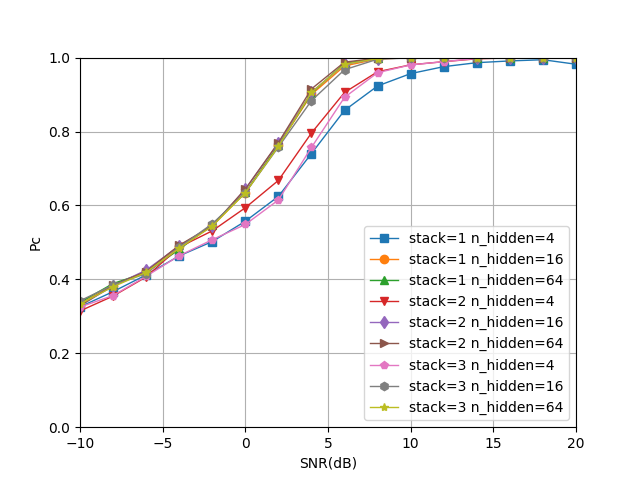 1.0
0.8
0.6
0.4
0.2
0.0
Pc
−10
−5
0
5
10
15
20
SNR(dB)
stack=1 n_hidden=4
stack=1 n_hidden=16
stack=1 n_hidden=64
stack=2 n_hidden=4
stack=2 n_hidden=16
stack=2 n_hidden=64
stack=3 n_hidden=4
stack=3 n_hidden=16
stack=3 n_hidden=64